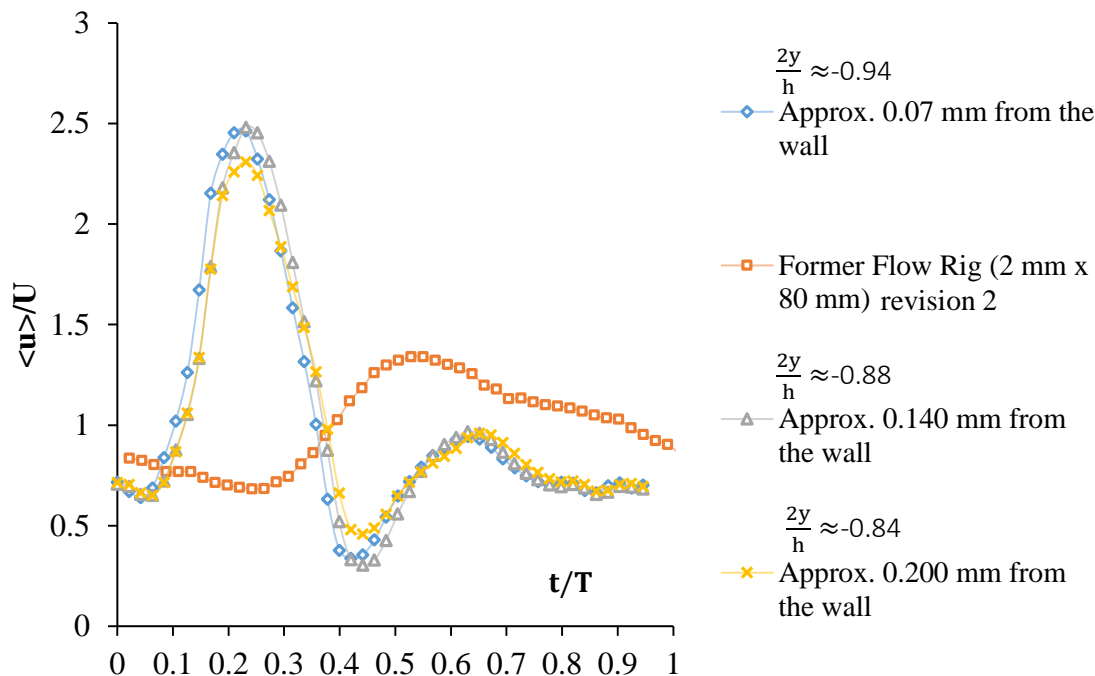 3
2.5
2
1.5
1
0.5
0
<u>/U
0
0.1
0.2
0.3
0.4
0.5
0.6
0.7
0.8
0.9
1
t/T
2y/h ≈-0.94
Approx. 0.07 mm from the
wall
Former Flow Rig (2 mm x
80 mm) revision 2
2y/h ≈-0.88
Approx. 0.140 mm from
the wall
2y/h ≈-0.84
Approx. 0.200 mm from
the wall